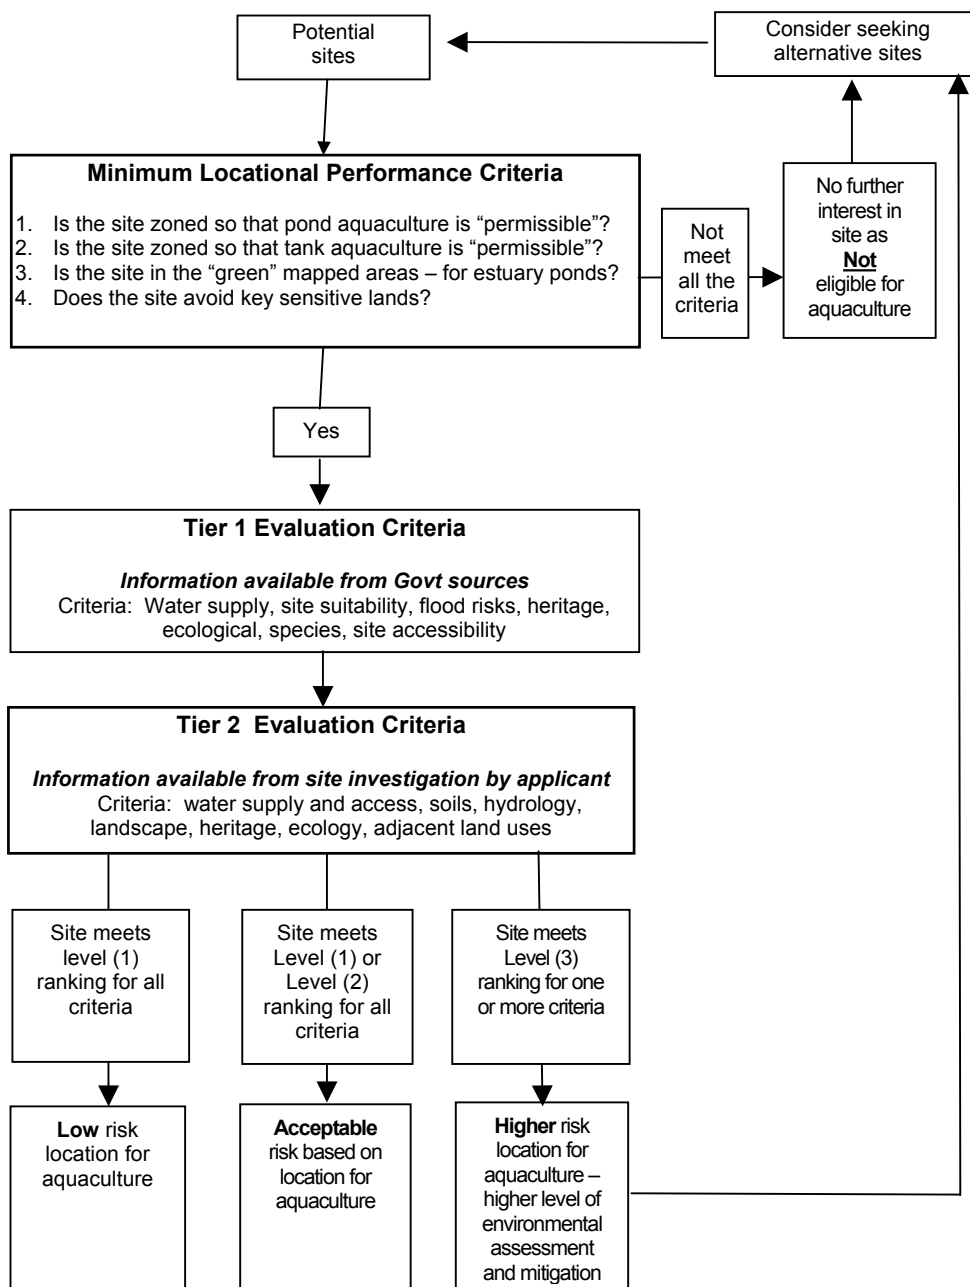 Potential
sites
Consider seeking
alternative sites
Minimum Locational Performance Criteria
1. Is the site zoned so that pond aquaculture is “permissible”?
2. Is the site zoned so that tank aquaculture is “permissible”?
3. Is the site in the “green” mapped areas – for estuary ponds?
4. Does the site avoid key sensitive lands?
Not
meet
all the
criteria
No further
interest in
site as
Not
eligible for
aquaculture
Yes
Tier 1 Evaluation Criteria
Information available from Govt sources
Criteria: Water supply, site suitability, flood risks, heritage,
ecological, species, site accessibility
Tier 2 Evaluation Criteria
Information available from site investigation by applicant
Criteria: water supply and access, soils, hydrology,
landscape, heritage, ecology, adjacent land uses
Site meets
level (1)
ranking for all
criteria
Site meets
Level (1) or
Level (2)
ranking for all
criteria
Site meets
Level (3)
ranking for one
or more criteria
Low risk
location for
aquaculture
Acceptable
risk based on
location for
aquaculture
Higher risk
location for
aquaculture –
higher level of
environmental
assessment
and mitigation